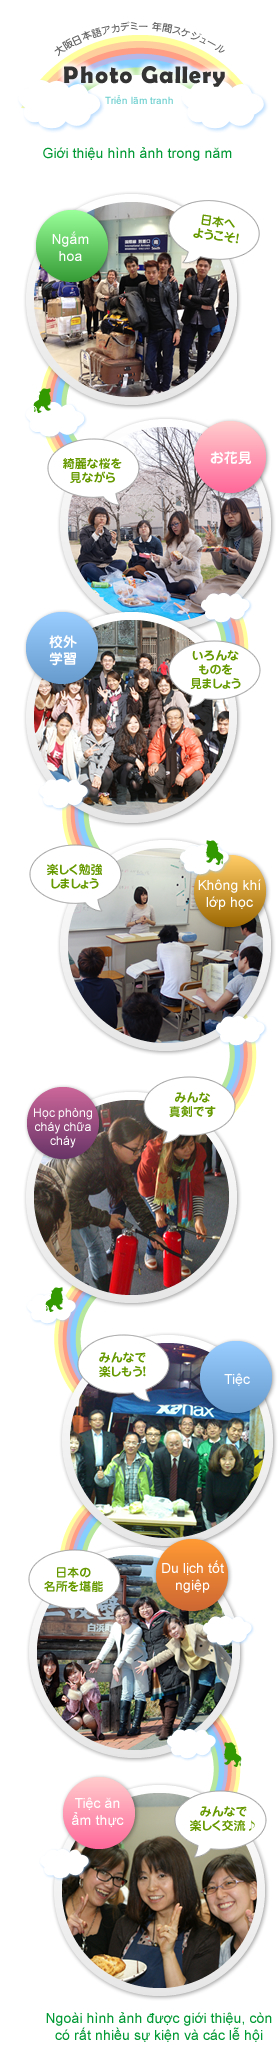 大阪日本語アカデミー 年間スケジュール
Photo Gallery
Triển lãm tranh
Giới thiệu hình ảnh trong năm
Ngắm
hoa
日本へ
ようこそ!
綺麗な桜を
見ながら
お花見
校外
学習
いろんな
ものを
見ましょう
楽しく勉強
しましょう
Không khí
lớp học
みんな
真剣です
Học phòng
cháy chữa
cháy
みんなで
楽しもう!
Tiệc
日本の
名所を堪能
Du lịch tốt
ngiệp
白浜
Tiệc ăn
ẩm thực
みんなで
楽しく交流♪
Ngoài hình ảnh được giới thiệu, còn
có rất nhiều sự kiện và các lễ hội